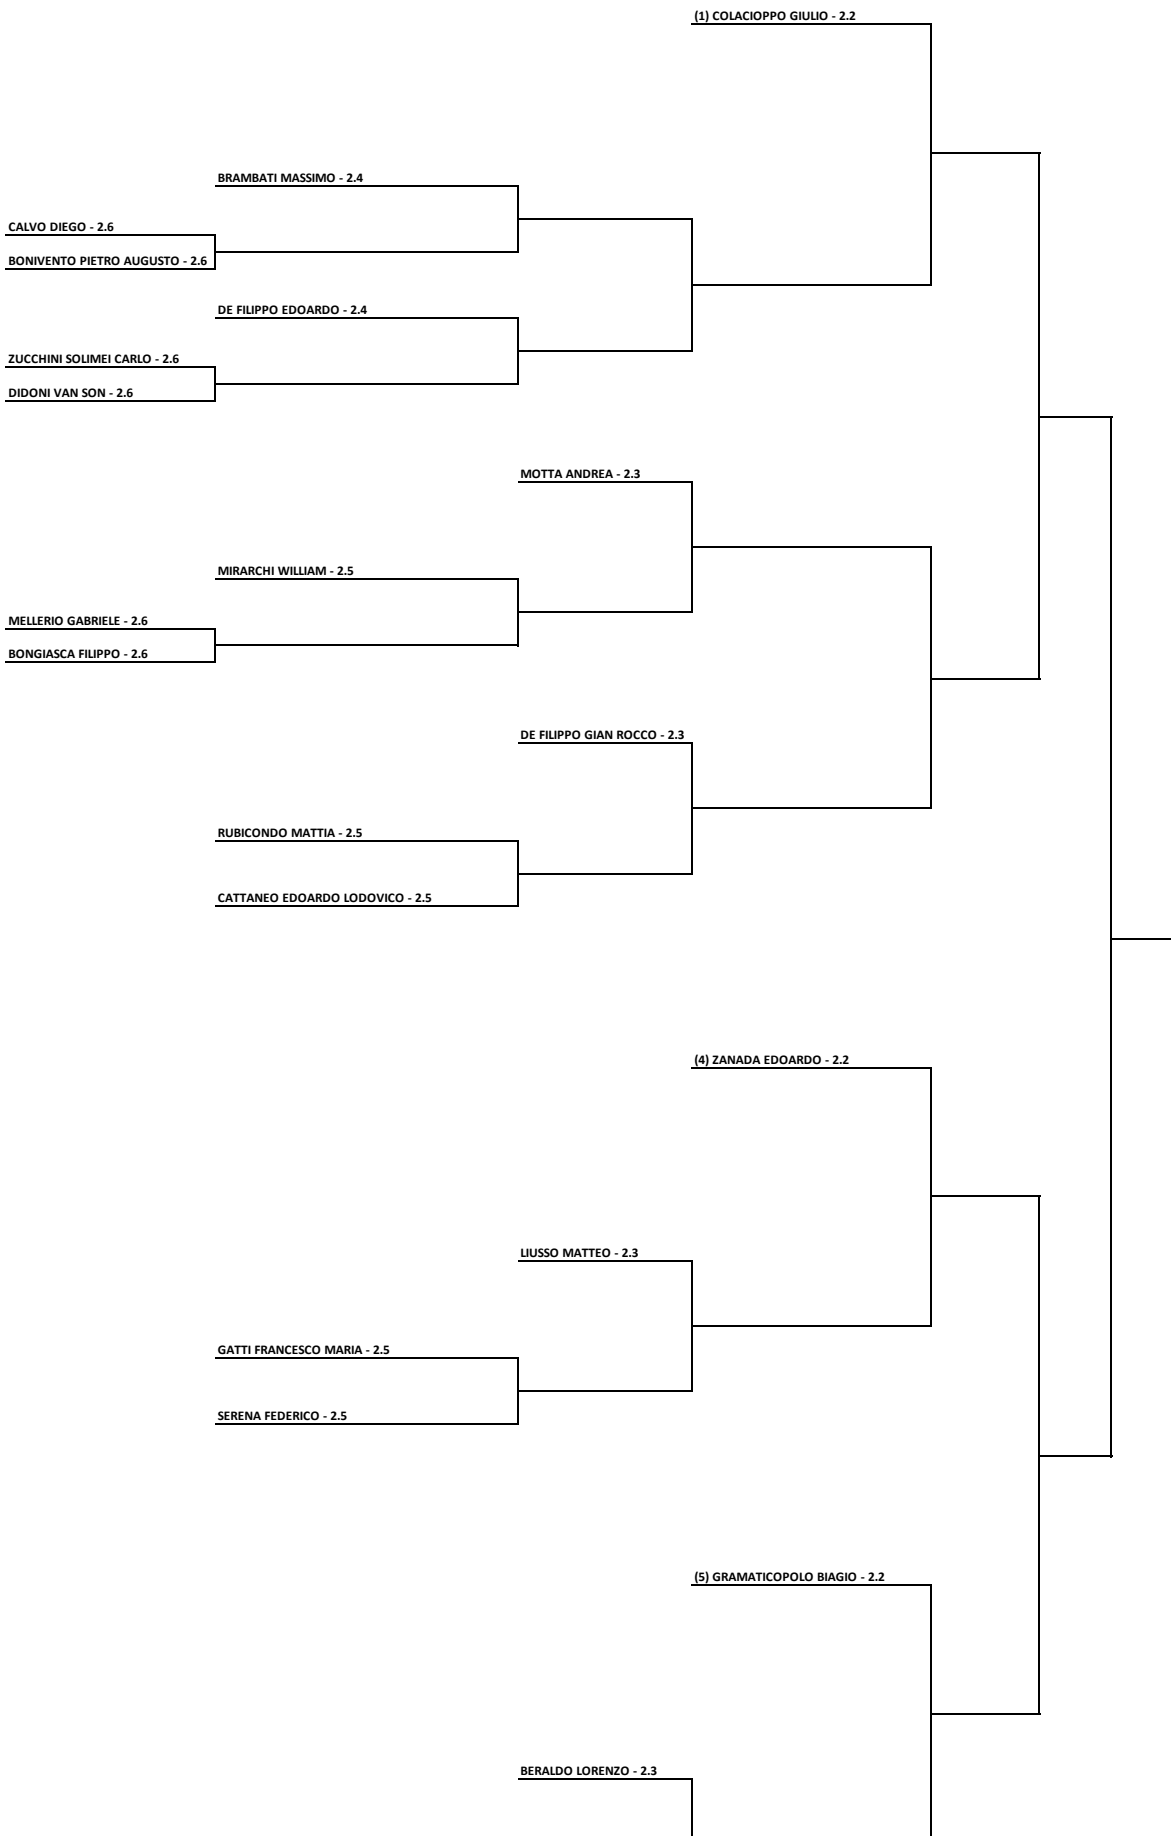 (1) COLACIOPPO GIULIO - 2.2
BRAMBATI MASSIMO - 2.4
CALVO DIEGO - 2.6
BONIVENTO PIETRO AUGUSTO - 2.6
DE FILIPPO EDOARDO - 2.4
ZUCCHINI SOLIMEI CARLO - 2.6
DIDONI VAN SON - 2.6
MOTTA ANDREA - 2.3
MIRARCHI WILLIAM - 2.5
MELLERIO GABRIELE - 2.6
BONGIASCA FILIPPO - 2.6
DE FILIPPO GIAN ROCCO - 2.3
RUBICONDO MATTIA - 2.5
CATTANEO EDOARDO LODOVICO - 2.5
(4) ZANADA EDOARDO - 2.2
LIUSSO MATTEO - 2.3
GATTI FRANCESCO MARIA - 2.5
SERENA FEDERICO - 2.5
(5) GRAMATICOPOLO BIAGIO - 2.2
BERALDO LORENZO - 2.3